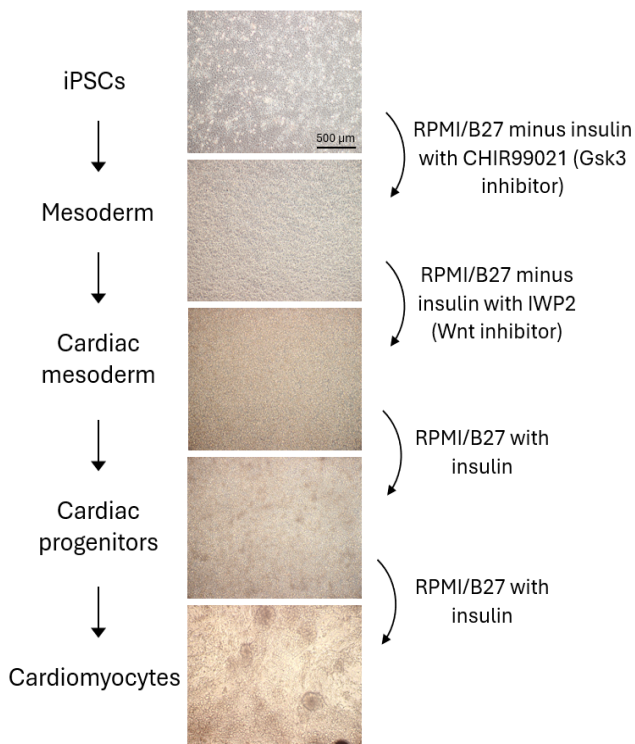 iPSCs
500 µm
RPMI/B27 minus insulin
with CHIR99021 (Gsk3
inhibitor)
Mesoderm
RPMI/B27 minus
insulin with IWP2
(Wnt inhibitor)
Cardiac
mesoderm
RPMI/B27 with
insulin
Cardiac
progenitors
RPMI/B27 with
insulin
Cardiomyocytes